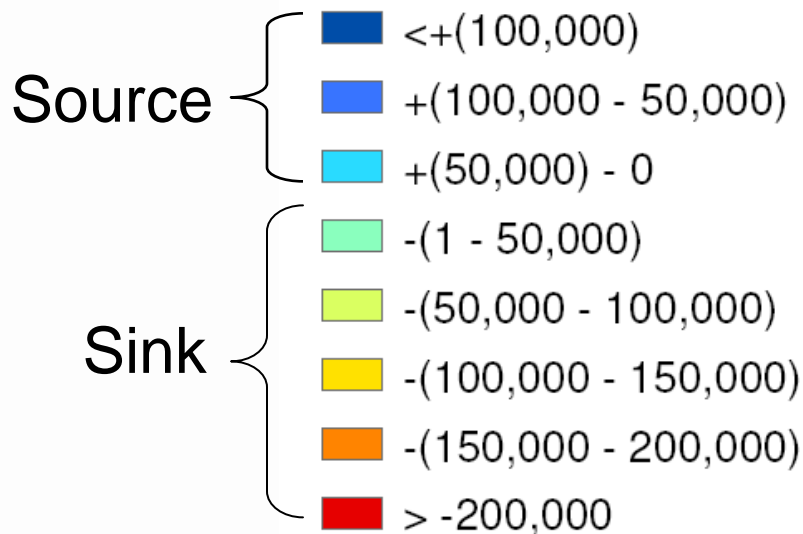 Source
<+(100,000)
+(100,000 - 50,000)
+(50,000) - 0
Sink
-(1 - 50,000)
-(50,000 - 100,000)
-(100,000 - 150,000)
-(150,000 - 200,000)
> -200,000